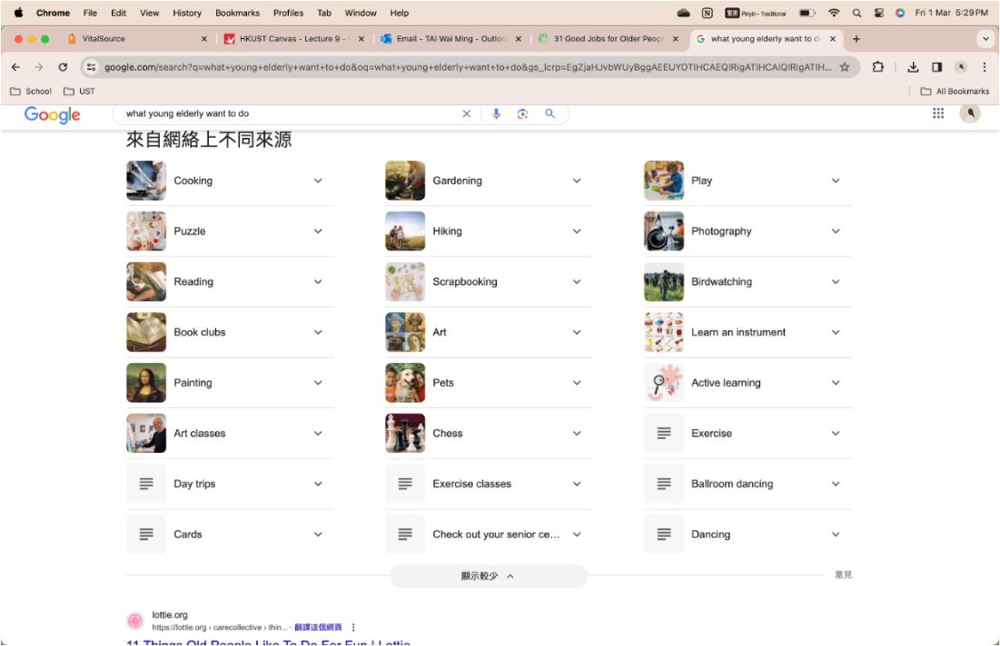 Chrome File Edit View History Bookmarks Profiles Tab Window Help
N 繁拼 Pinyin - Traditional Fri 1 Mar 5:29 PM
VitalSource
HKUST Canvas - Lecture 9 -
Email - TAI Wai Ming - Outloo
31 Good Jobs for Older Peopl
what young elderly want to do
google.com/search?q=what+young+elderly+want+to+do&oq=what+young+elderly+want+to+do&gs_lcrp=EgZjaHJvbWUyBggAEEUYOTIHCAEQIRigATIHCAIQIRigATIH...
School UST All Bookmarks
Google what young elderly want to do
來自網絡上不同來源
Cooking Gardening Play
Puzzle Hiking Photography
Reading Scrapbooking Birdwatching
Book clubs Art Learn an instrument
Painting Pets Active learning
Art classes Chess Exercise
Day trips Exercise classes Ballroom dancing
Cards Check out your senior ce... Dancing
顯示較少 意見
lottie.org
https://lottie.org › carecollective › thin... · 翻譯這個網頁
11 Things Old People Like To Do For Fun | Lottie